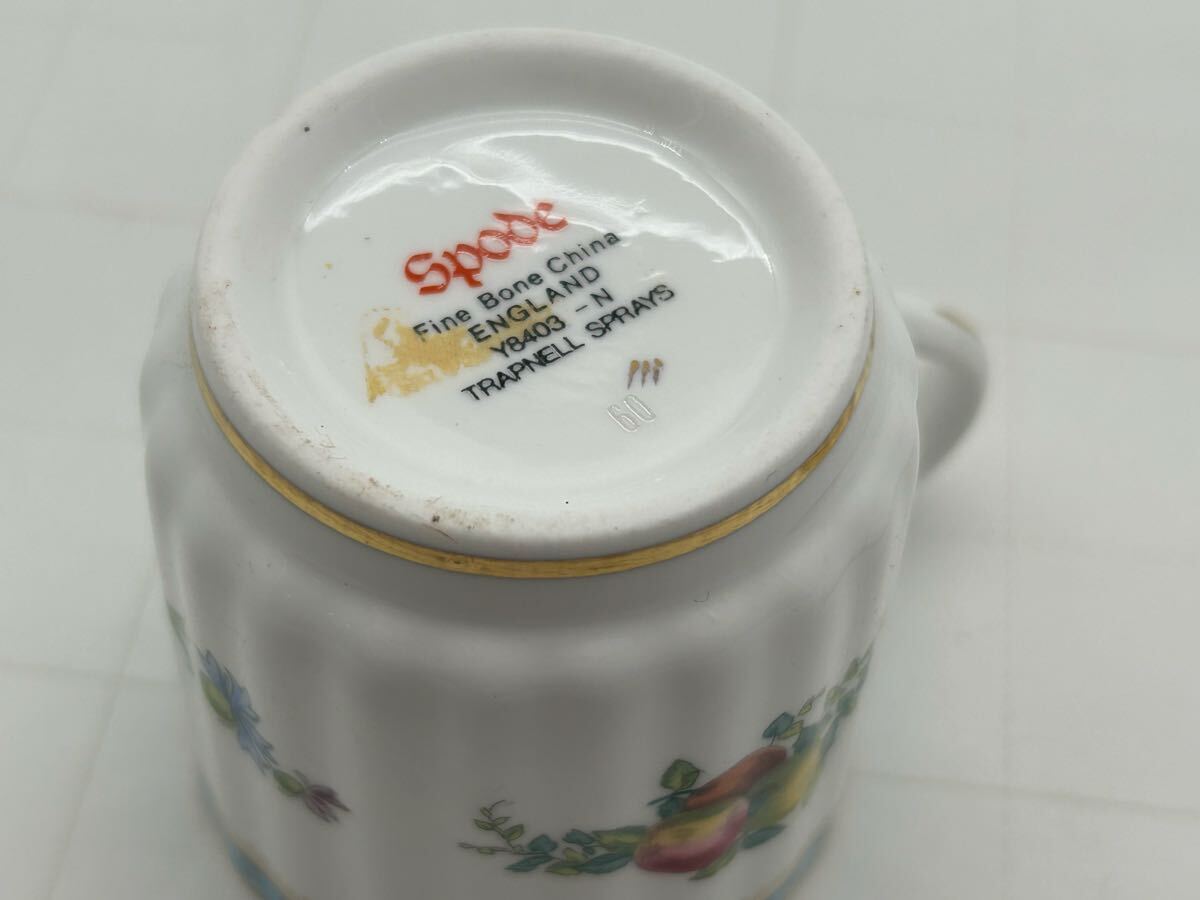 Spode
Fine Bone China
ENGLAND
Y8403 - N
TRAPNELL SPRAYS
60